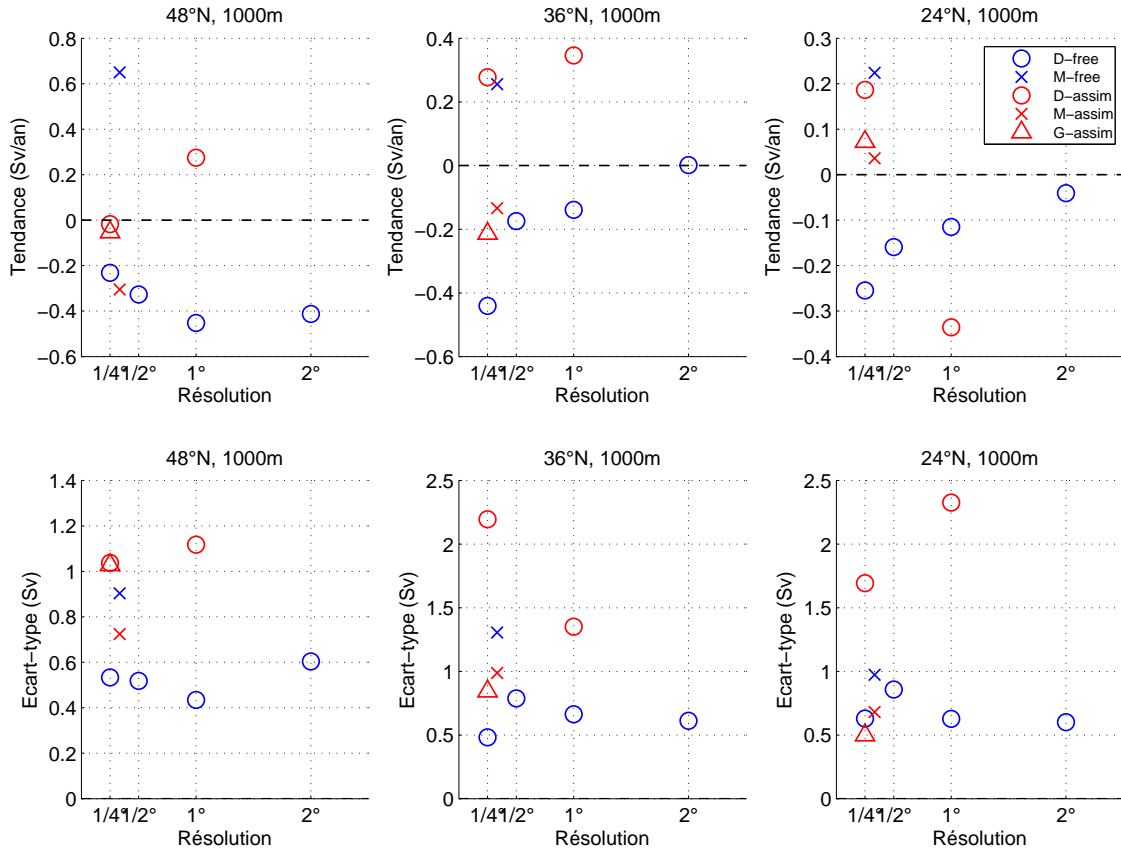 48°N, 1000m
0.8
0.6
0.4
0.2
0
−0.2
−0.4
−0.6
Tendance (Sv/an)
1/4° 1/2° 1° 2°
Résolution
36°N, 1000m
0.4
0.2
0
−0.2
−0.4
−0.6
Tendance (Sv/an)
1/4° 1/2° 1° 2°
Résolution
24°N, 1000m
0.3
0.2
0.1
0
−0.1
−0.2
−0.3
−0.4
Tendance (Sv/an)
1/4° 1/2° 1° 2°
Résolution
D−free
M−free
D−assim
M−assim
G−assim
48°N, 1000m
1.4
1.2
1
0.8
0.6
0.4
0.2
0
Ecart−type (Sv)
1/4° 1/2° 1° 2°
Résolution
36°N, 1000m
2.5
2
1.5
1
0.5
0
Ecart−type (Sv)
1/4° 1/2° 1° 2°
Résolution
24°N, 1000m
2.5
2
1.5
1
0.5
0
Ecart−type (Sv)
1/4° 1/2° 1° 2°
Résolution